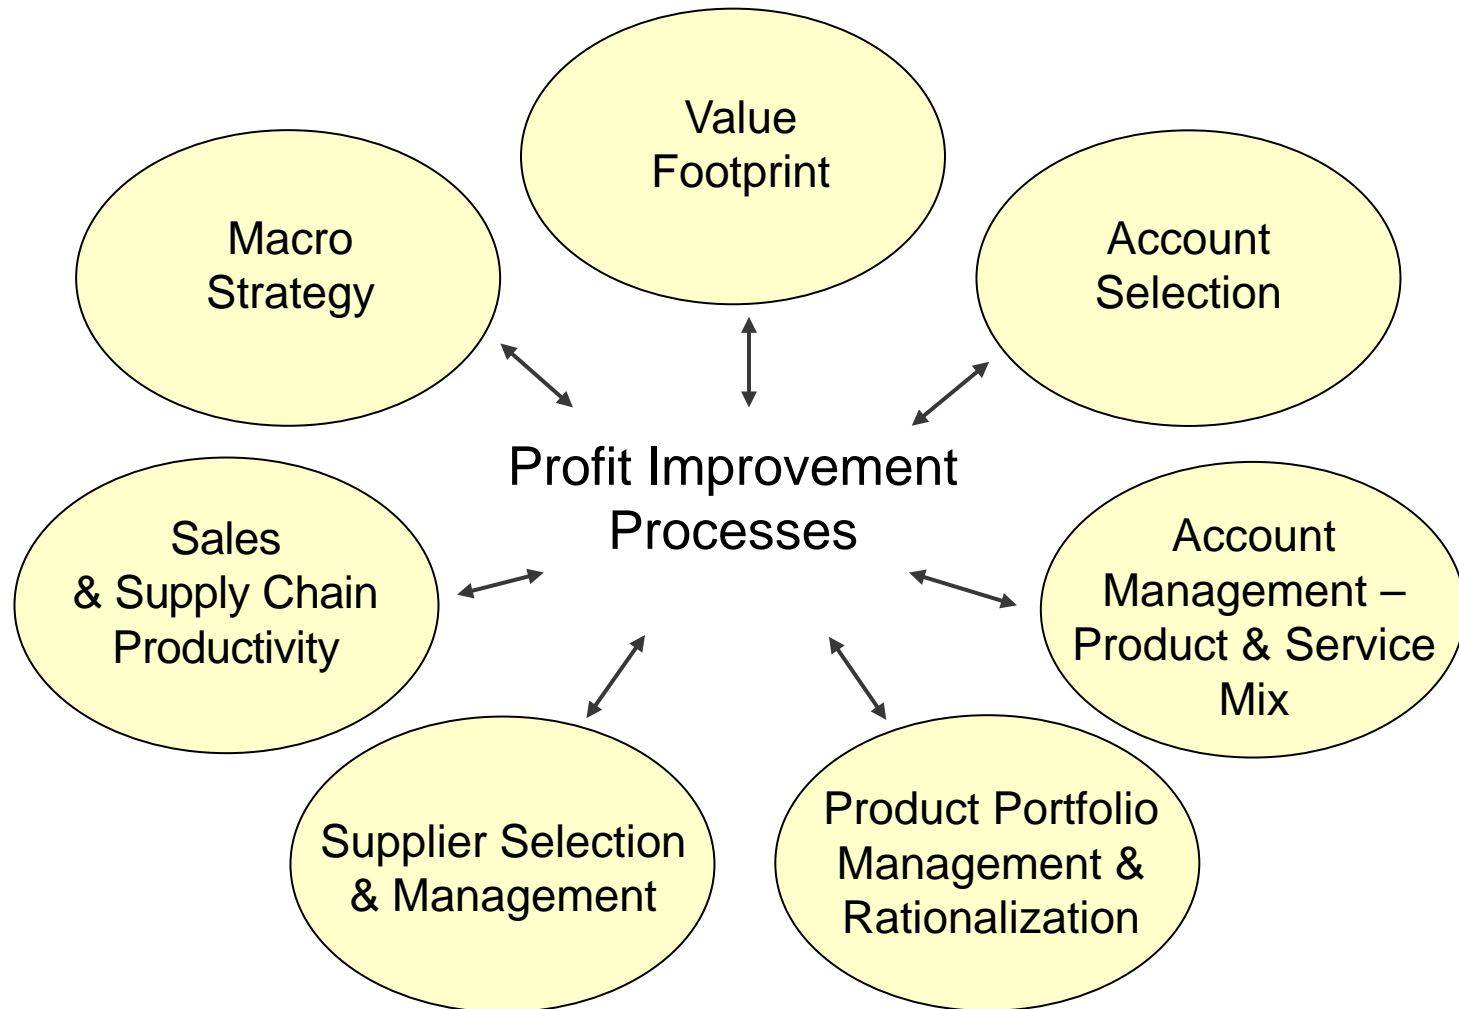 Value
Footprint
Macro
Strategy
Account
Selection
Profit Improvement
Processes
Sales
& Supply Chain
Productivity
Account
Management –
Product & Service
Mix
Supplier Selection
& Management
Product Portfolio
Management &
Rationalization